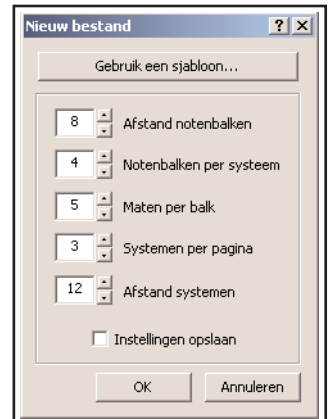 Nieuw bestand ? ×
Gebruik een sjabloon...
8 Afstand notenbalken
4 Notenbalken per systeem
5 Maten per balk
3 Systemen per pagina
12 Afstand systemen
Instellingen opslaan
OK Annuleren